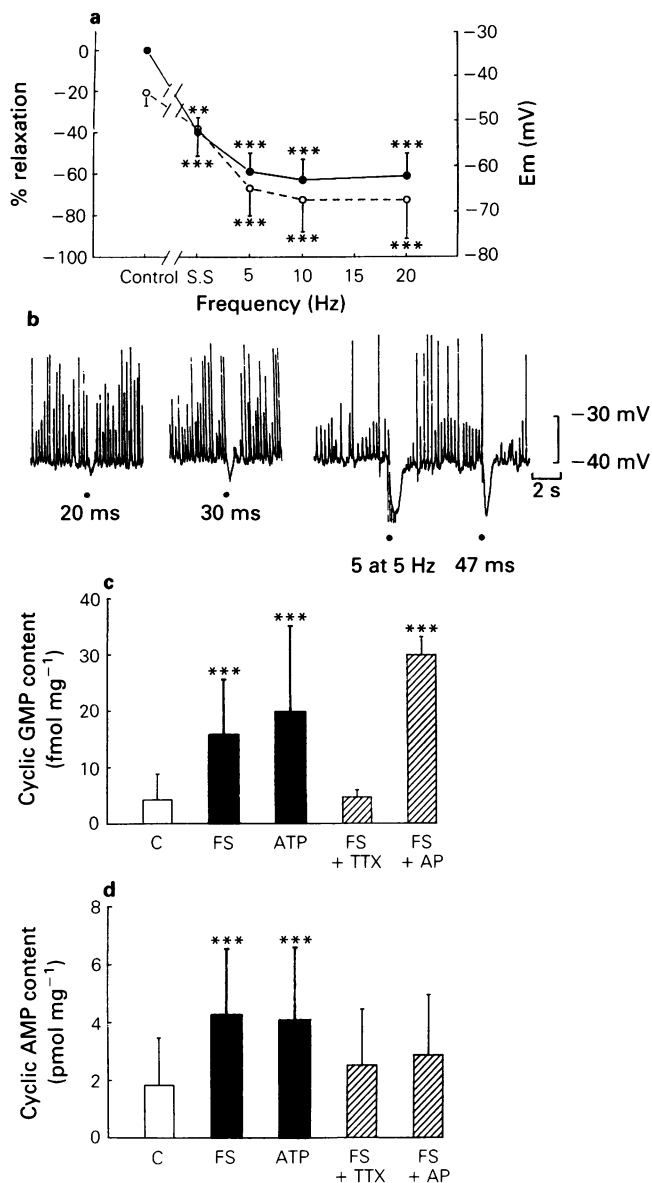 a
% relaxation
Em (mV)
0
−20
−40
−60
−80
−100
−30
−40
−50
−60
−70
−80
**
***
***
***
***
***
***
***
Control S.S 5 10 15 20
Frequency (Hz)
b
−30 mV
−40 mV
2 s
20 ms
30 ms
5 at 5 Hz
47 ms
c
Cyclic GMP content
(fmol mg−1)
40
30
20
10
0
***
***
***
C FS ATP FS FS
+ TTX + AP
d
Cyclic AMP content
(pmol mg−1)
8
6
4
2
0
***
***
C FS ATP FS FS
+ TTX + AP